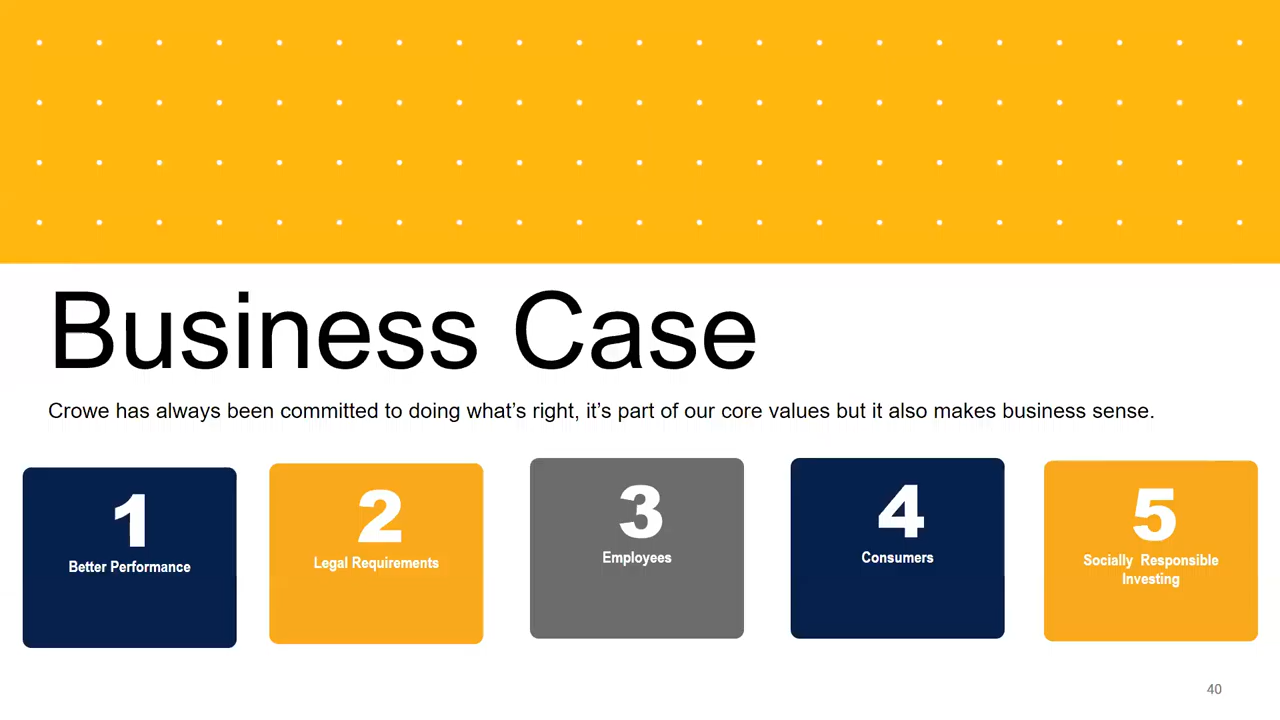 Business Case
Crowe has always been committed to doing what’s right, it’s part of our core values but it also makes business sense.
1
Better Performance
2
Legal Requirements
3
Employees
4
Consumers
5
Socially Responsible
Investing
40